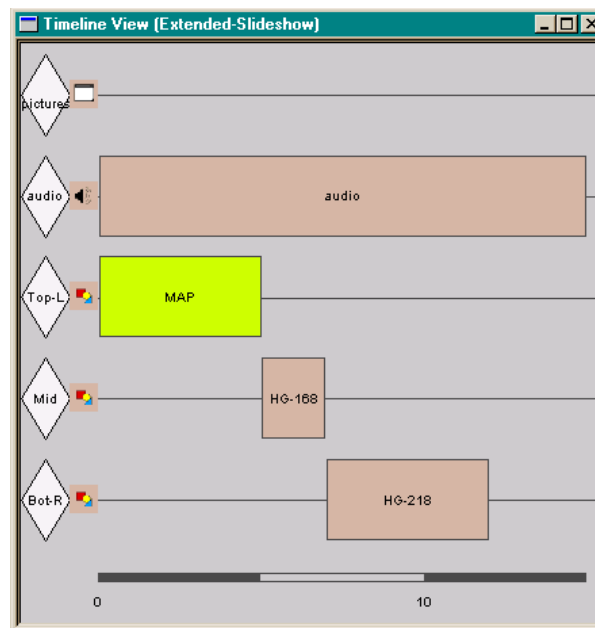 Timeline View (Extended-Slideshow)
pictures
audio
audio
Top-L
MAP
Mid
HG-168
Bot-R
HG-218
0
10